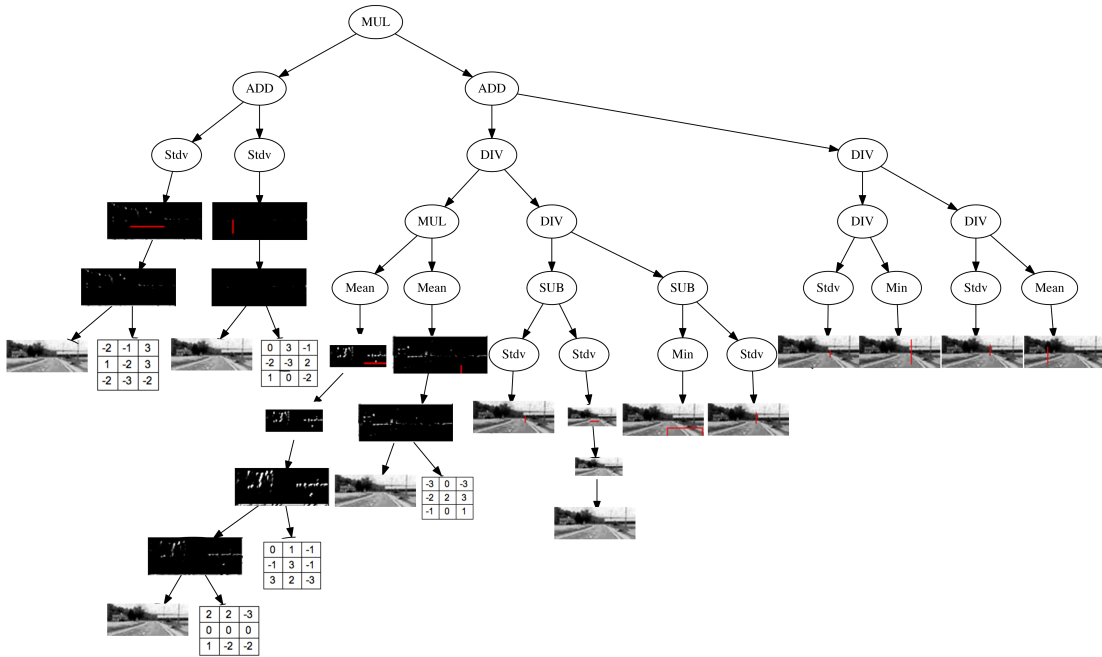 MUL
ADD ADD
Stdv Stdv DIV DIV
MUL DIV DIV DIV
Mean Mean SUB SUB Stdv Min Stdv Mean
Stdv Stdv Min Stdv
-2 -1 3
1 -2 3
-2 -3 -2
0 3 -1
-2 -3 2
1 0 -2
-3 0 -3
-2 2 3
-1 0 1
0 1 -1
-1 3 -1
3 2 -3
2 2 -3
0 0 0
1 -2 -2